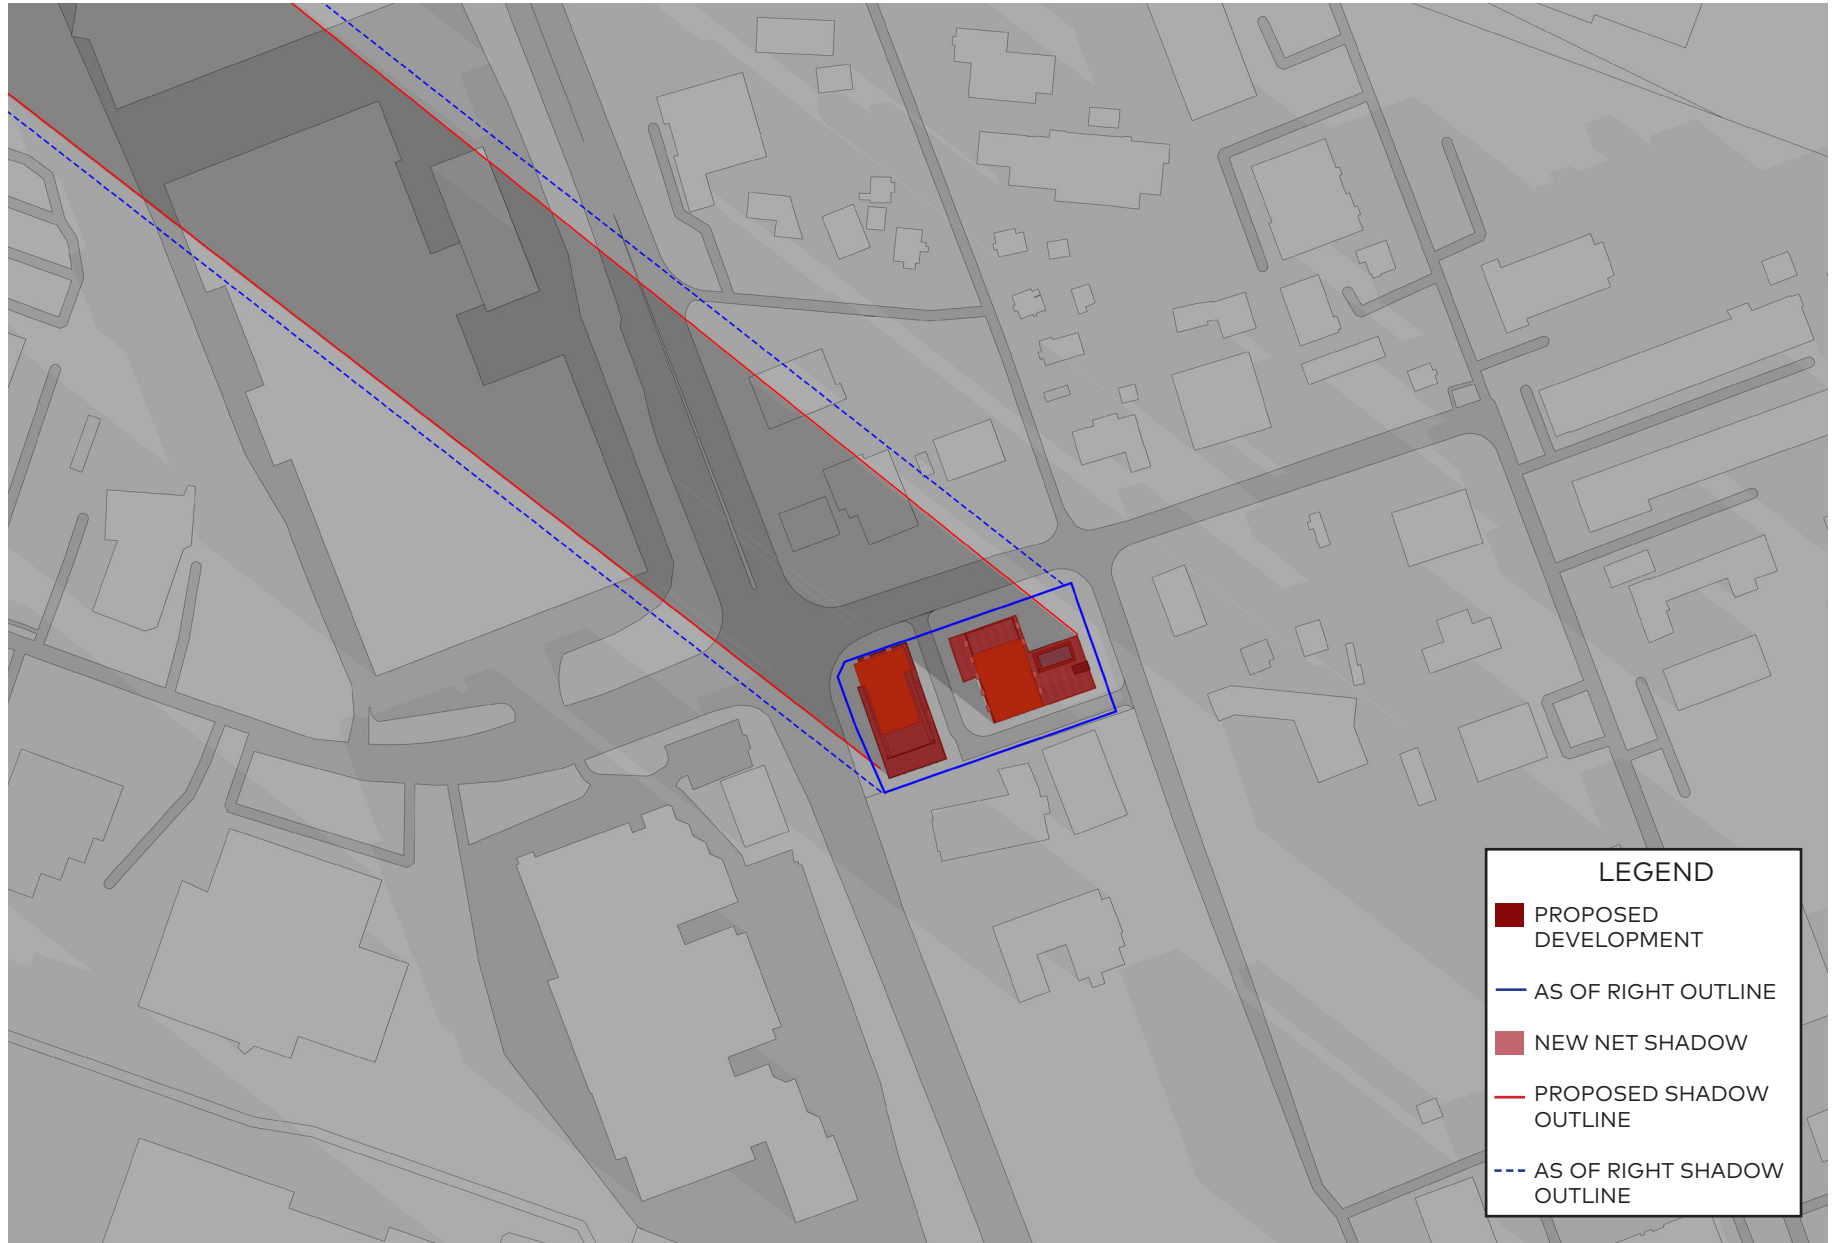 LEGEND
PROPOSED
DEVELOPMENT
AS OF RIGHT OUTLINE
NEW NET SHADOW
PROPOSED SHADOW
OUTLINE
AS OF RIGHT SHADOW
OUTLINE